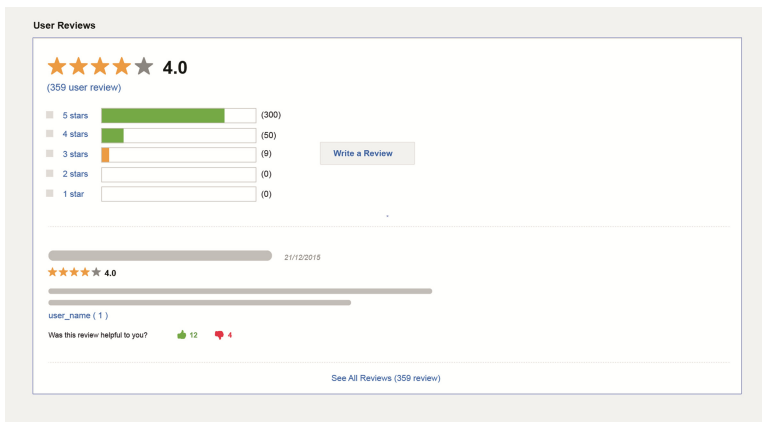 User Reviews
4.0
(359 user review)
5 stars (300)
4 stars (50)
3 stars (9) Write a Review
2 stars (0)
1 star (0)
21/12/2015
4.0
user_name ( 1 )
Was this review helpful to you? 12 4
See All Reviews (359 review)